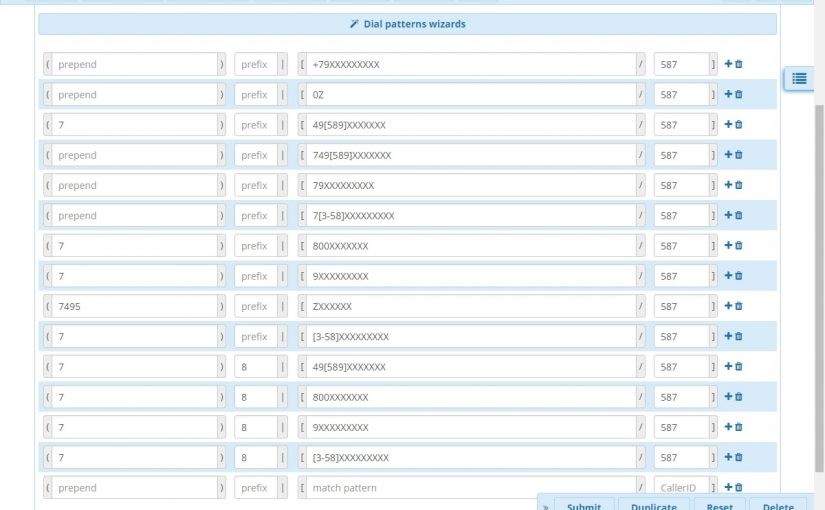 Dial patterns wizards
( prepend ) prefix | [ +79XXXXXXXXX / 587 ]
( prepend ) prefix | [ 0Z / 587 ]
( 7 ) prefix | [ 49[589]XXXXXXX / 587 ]
( prepend ) prefix | [ 749[589]XXXXXXX / 587 ]
( prepend ) prefix | [ 79XXXXXXXXX / 587 ]
( prepend ) prefix | [ 7[3-58]XXXXXXXXX / 587 ]
( 7 ) prefix | [ 800XXXXXXX / 587 ]
( 7 ) prefix | [ 9XXXXXXXXX / 587 ]
( 7495 ) prefix | [ ZXXXXXX / 587 ]
( 7 ) prefix | [ [3-58]XXXXXXXXX / 587 ]
( 7 ) 8 | [ 49[589]XXXXXXX / 587 ]
( 7 ) 8 | [ 800XXXXXXX / 587 ]
( 7 ) 8 | [ 9XXXXXXXXX / 587 ]
( 7 ) 8 | [ [3-58]XXXXXXXXX / 587 ]
( prepend ) prefix | [ match pattern / CallerID ]
» Submit Duplicate Reset Delete